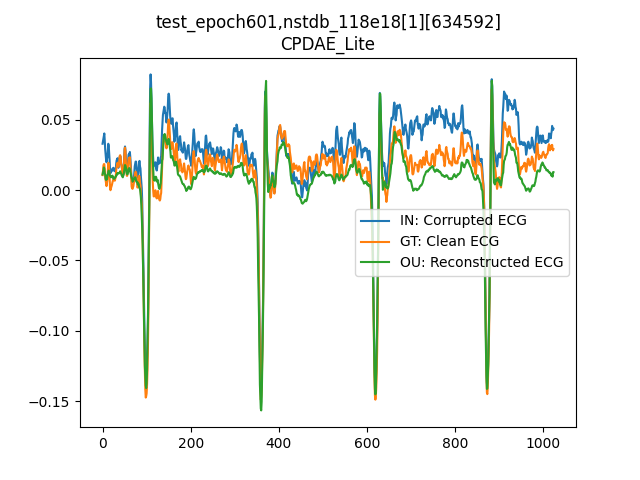 test_epoch601,nstdb_118e18[1][634592]
CPDAE_Lite
0.05
0.00
−0.05
−0.10
−0.15
IN: Corrupted ECG
GT: Clean ECG
OU: Reconstructed ECG
0 200 400 600 800 1000